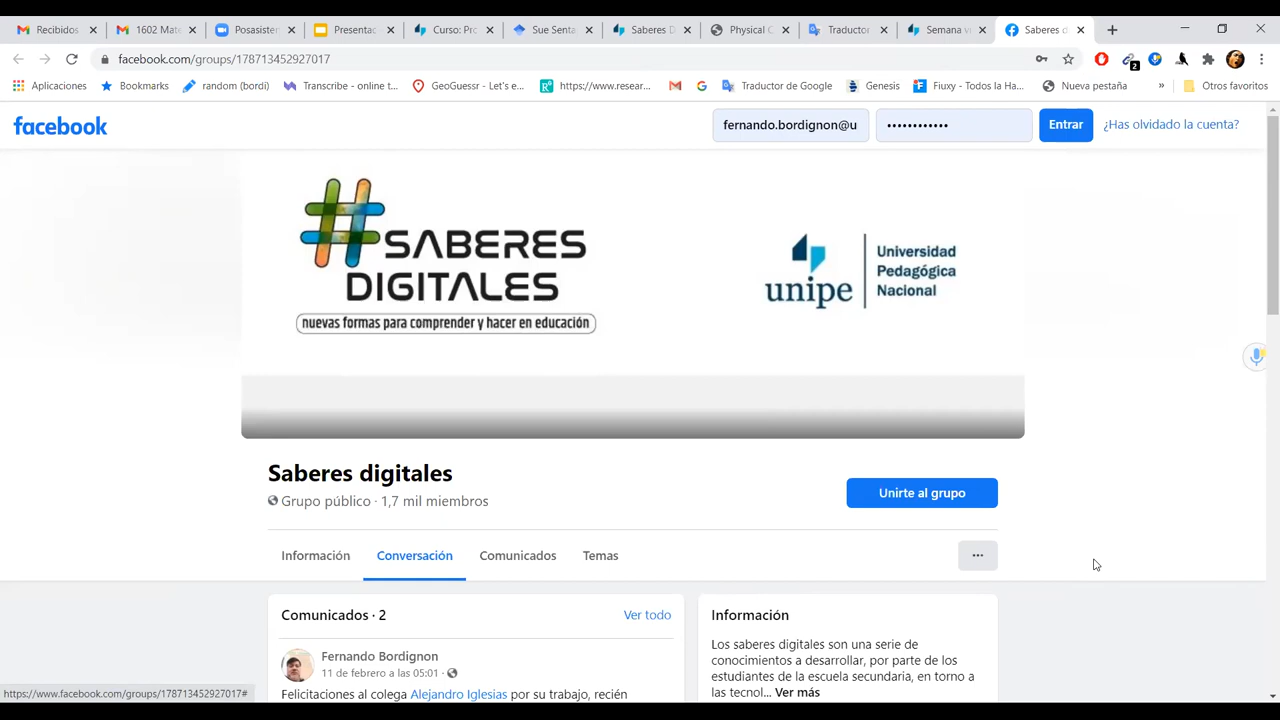 Recibidos
1602 Mate
Posasisten
Presentac
Curso: Pro
Sue Senta
Saberes D
Physical C
Traductor
Semana v
Saberes d
facebook.com/groups/178713452927017
2
Aplicaciones
Bookmarks
random (bordi)
Transcribe - online t...
GeoGuessr - Let's e...
https://www.resear...
Traductor de Google
Genesis
Fiuxy - Todos la Ha...
Nueva pestaña
»
Otros favoritos
facebook
fernando.bordignon@u
••••••••••••
Entrar
¿Has olvidado la cuenta?
#SABERES
DIGITALES
nuevas formas para comprender y hacer en educación
unipe
Universidad
Pedagógica
Nacional
Saberes digitales
Grupo público · 1,7 mil miembros
Unirte al grupo
Información
Conversación
Comunicados
Temas
...
Comunicados · 2
Ver todo
Fernando Bordignon
11 de febrero a las 05:01 ·
Felicitaciones al colega Alejandro Iglesias por su trabajo, recién
Información
Los saberes digitales son una serie de
conocimientos a desarrollar, por parte de los
estudiantes de la escuela secundaria, en torno a
las tecnol... Ver más
https://www.facebook.com/groups/178713452927017#